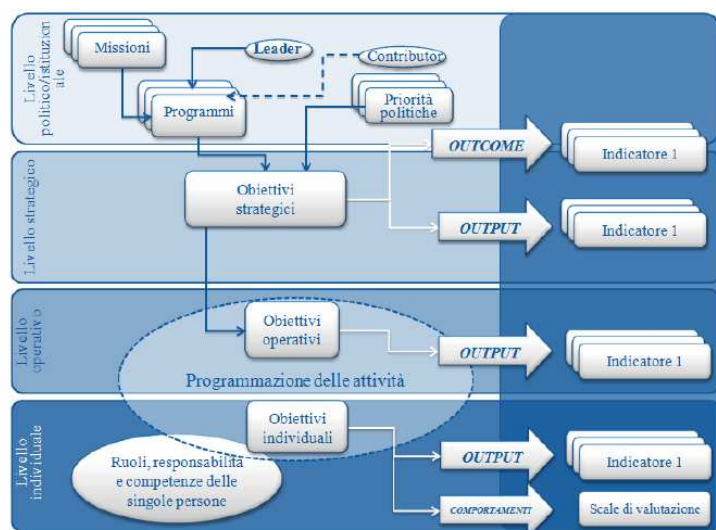 Livello
politico/istituzion
ale
Missioni
Leader
Contributor
Programmi
Priorità
politiche
OUTCOME
Indicatore 1
Livello strategico
Obiettivi
strategici
OUTPUT
Indicatore 1
Livello
operativo
Obiettivi
operativi
OUTPUT
Indicatore 1
Programmazione delle attività
Livello
individuale
Obiettivi
individuali
Ruoli, responsabilità
e competenze delle
singole persone
OUTPUT
Indicatore 1
COMPORTAMENTI
Scale di valutazione